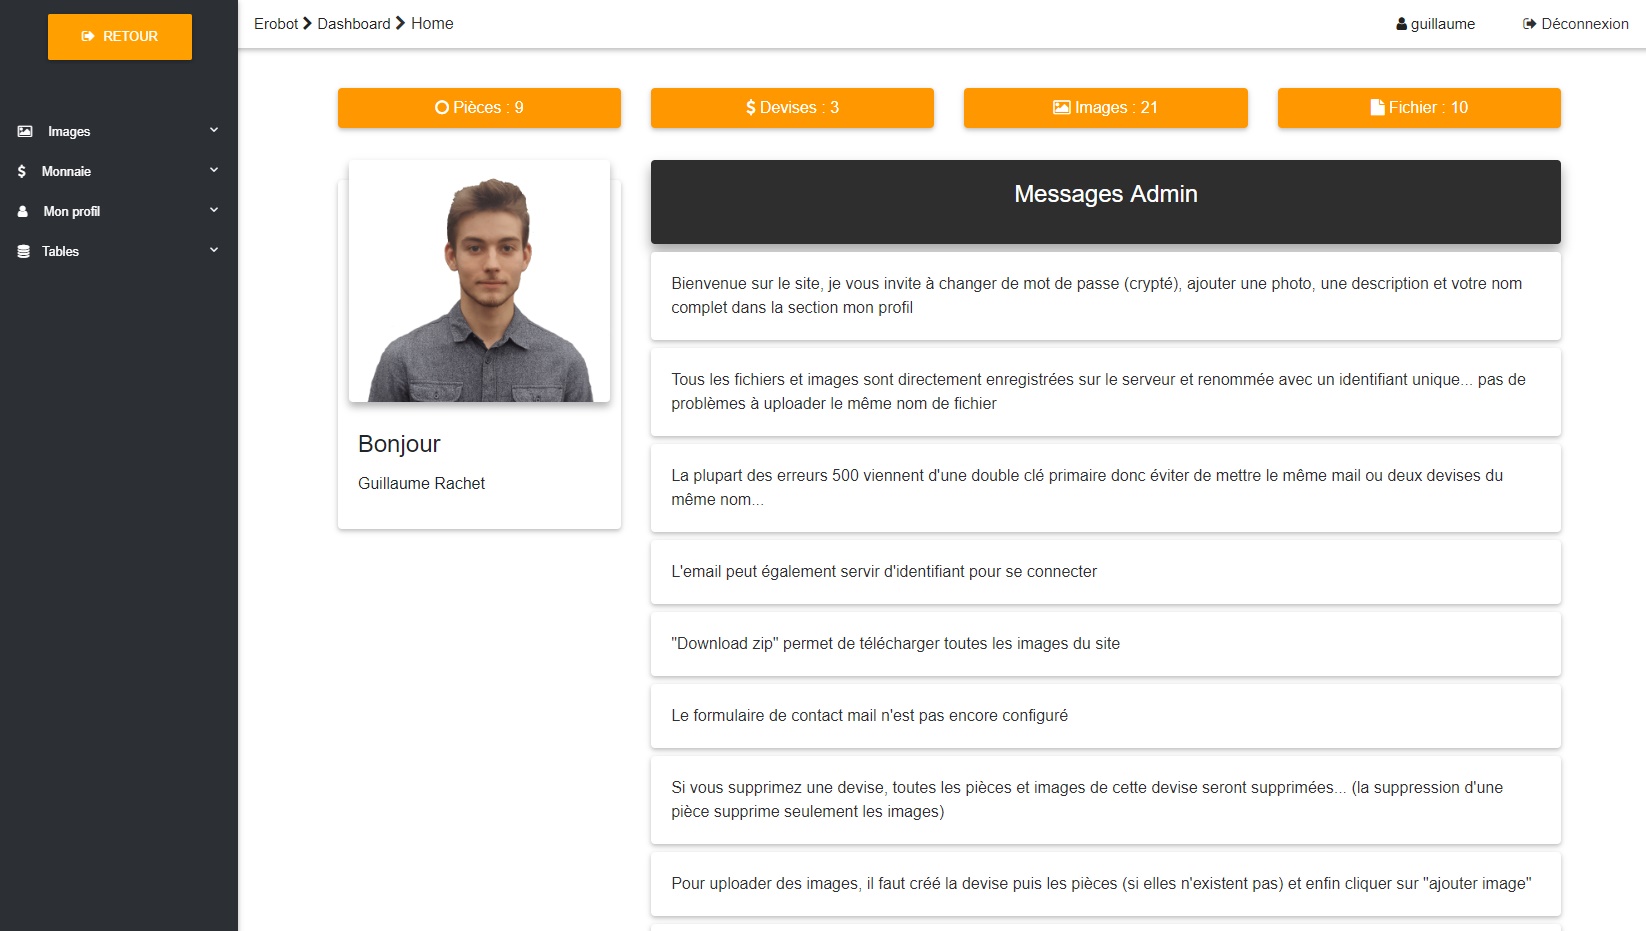 RETOUR
Erobot Dashboard Home
guillaume
Déconnexion
Images
Monnaie
Mon profil
Tables
Pièces : 9
Devises : 3
Images : 21
Fichier : 10
Bonjour
Guillaume Rachet
Messages Admin
Bienvenue sur le site, je vous invite à changer de mot de passe (crypté), ajouter une photo, une description et votre nom
complet dans la section mon profil
Tous les fichiers et images sont directement enregistrées sur le serveur et renommée avec un identifiant unique... pas de
problèmes à uploader le même nom de fichier
La plupart des erreurs 500 viennent d'une double clé primaire donc éviter de mettre le même mail ou deux devises du
même nom...
L'email peut également servir d'identifiant pour se connecter
"Download zip" permet de télécharger toutes les images du site
Le formulaire de contact mail n'est pas encore configuré
Si vous supprimez une devise, toutes les pièces et images de cette devise seront supprimées... (la suppression d'une
pièce supprime seulement les images)
Pour uploader des images, il faut créé la devise puis les pièces (si elles n'existent pas) et enfin cliquer sur "ajouter image"